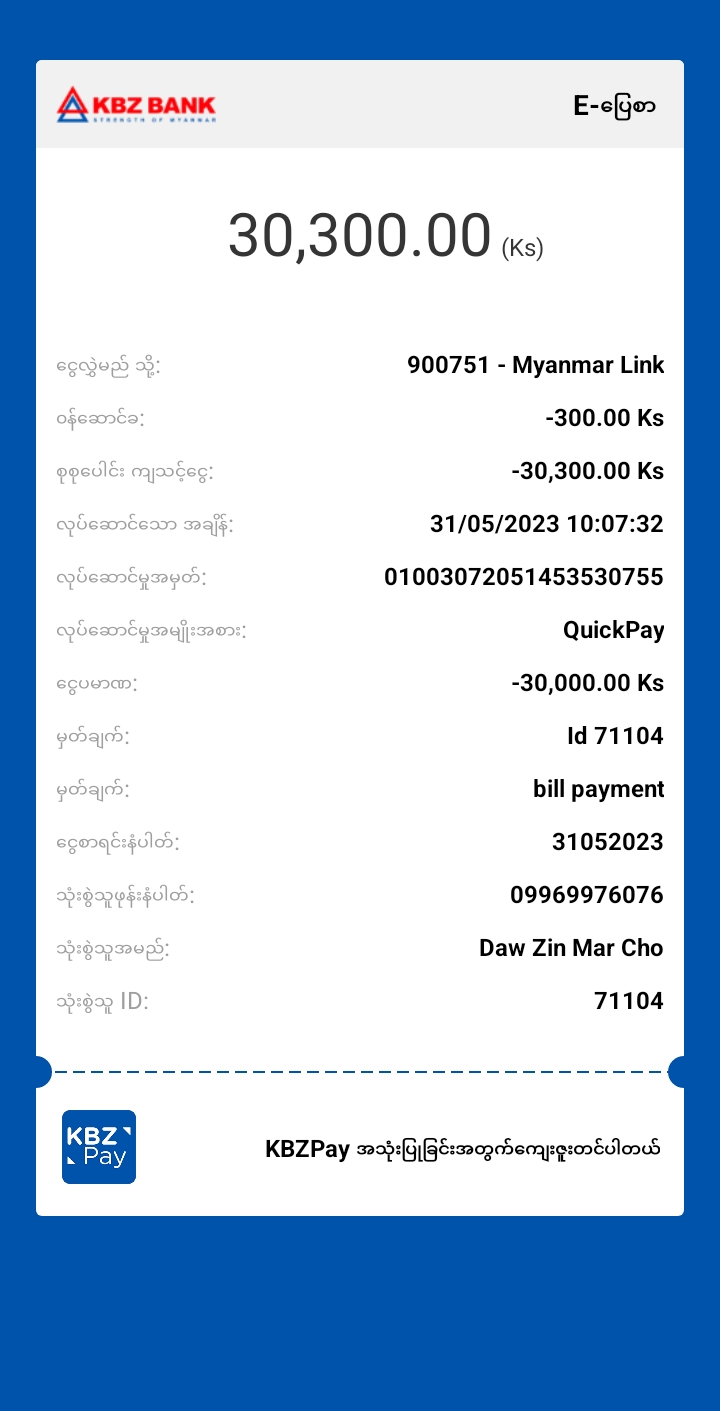 KBZ BANK
STRENGTH OF MYANMAR
E-ပြေစာ
30,300.00 (Ks)
ငွေလွှဲမည် သို့: 900751 - Myanmar Link
ဝန်ဆောင်ခ: -300.00 Ks
စုစုပေါင်း ကျသင့်ငွေ: -30,300.00 Ks
လုပ်ဆောင်သော အချိန်: 31/05/2023 10:07:32
လုပ်ဆောင်မှုအမှတ်: 01003072051453530755
လုပ်ဆောင်မှုအမျိုးအစား: QuickPay
ငွေပမာဏ: -30,000.00 Ks
မှတ်ချက်: Id 71104
မှတ်ချက်: bill payment
ငွေစာရင်းနံပါတ်: 31052023
သုံးစွဲသူဖုန်းနံပါတ်: 09969976076
သုံးစွဲသူအမည်: Daw Zin Mar Cho
သုံးစွဲသူ ID: 71104
KBZ
Pay
KBZPay အသုံးပြုခြင်းအတွက်ကျေးဇူးတင်ပါတယ်